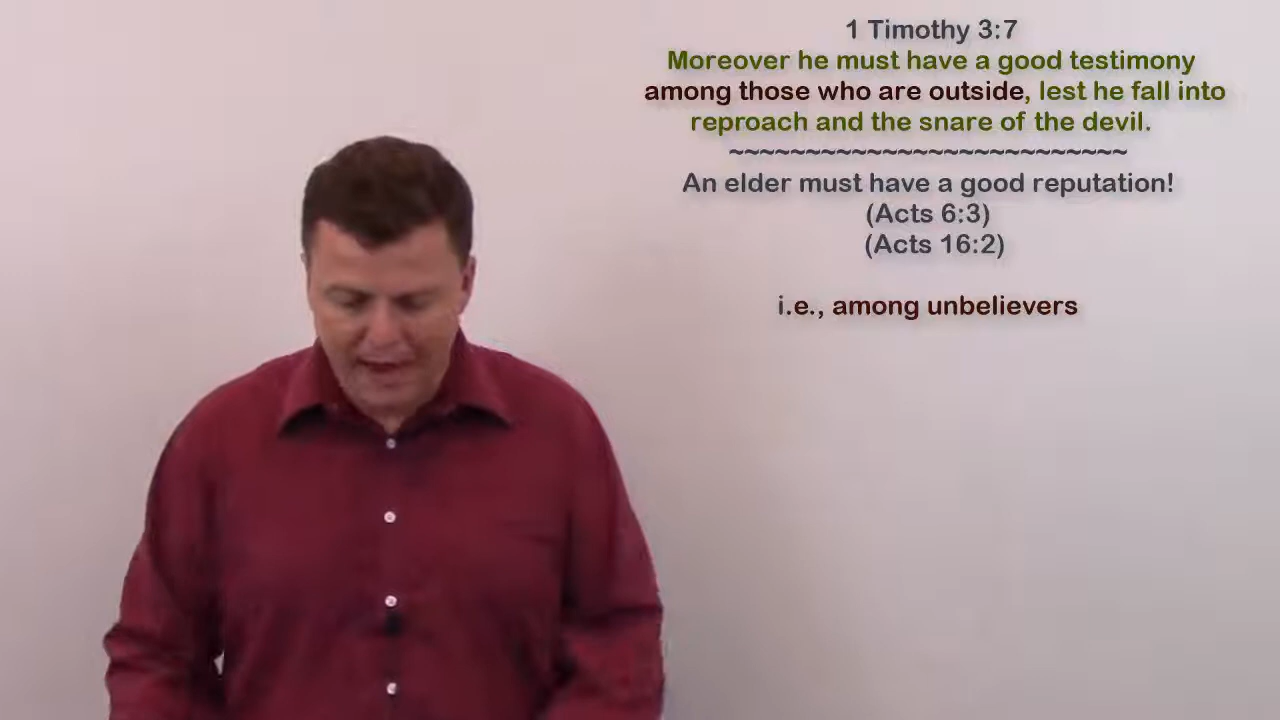 1 Timothy 3:7
Moreover he must have a good testimony
among those who are outside, lest he fall into
reproach and the snare of the devil.
~~~~~~~~~~~~~~~~~~~~~~~~~~
An elder must have a good reputation!
(Acts 6:3)
(Acts 16:2)
i.e., among unbelievers